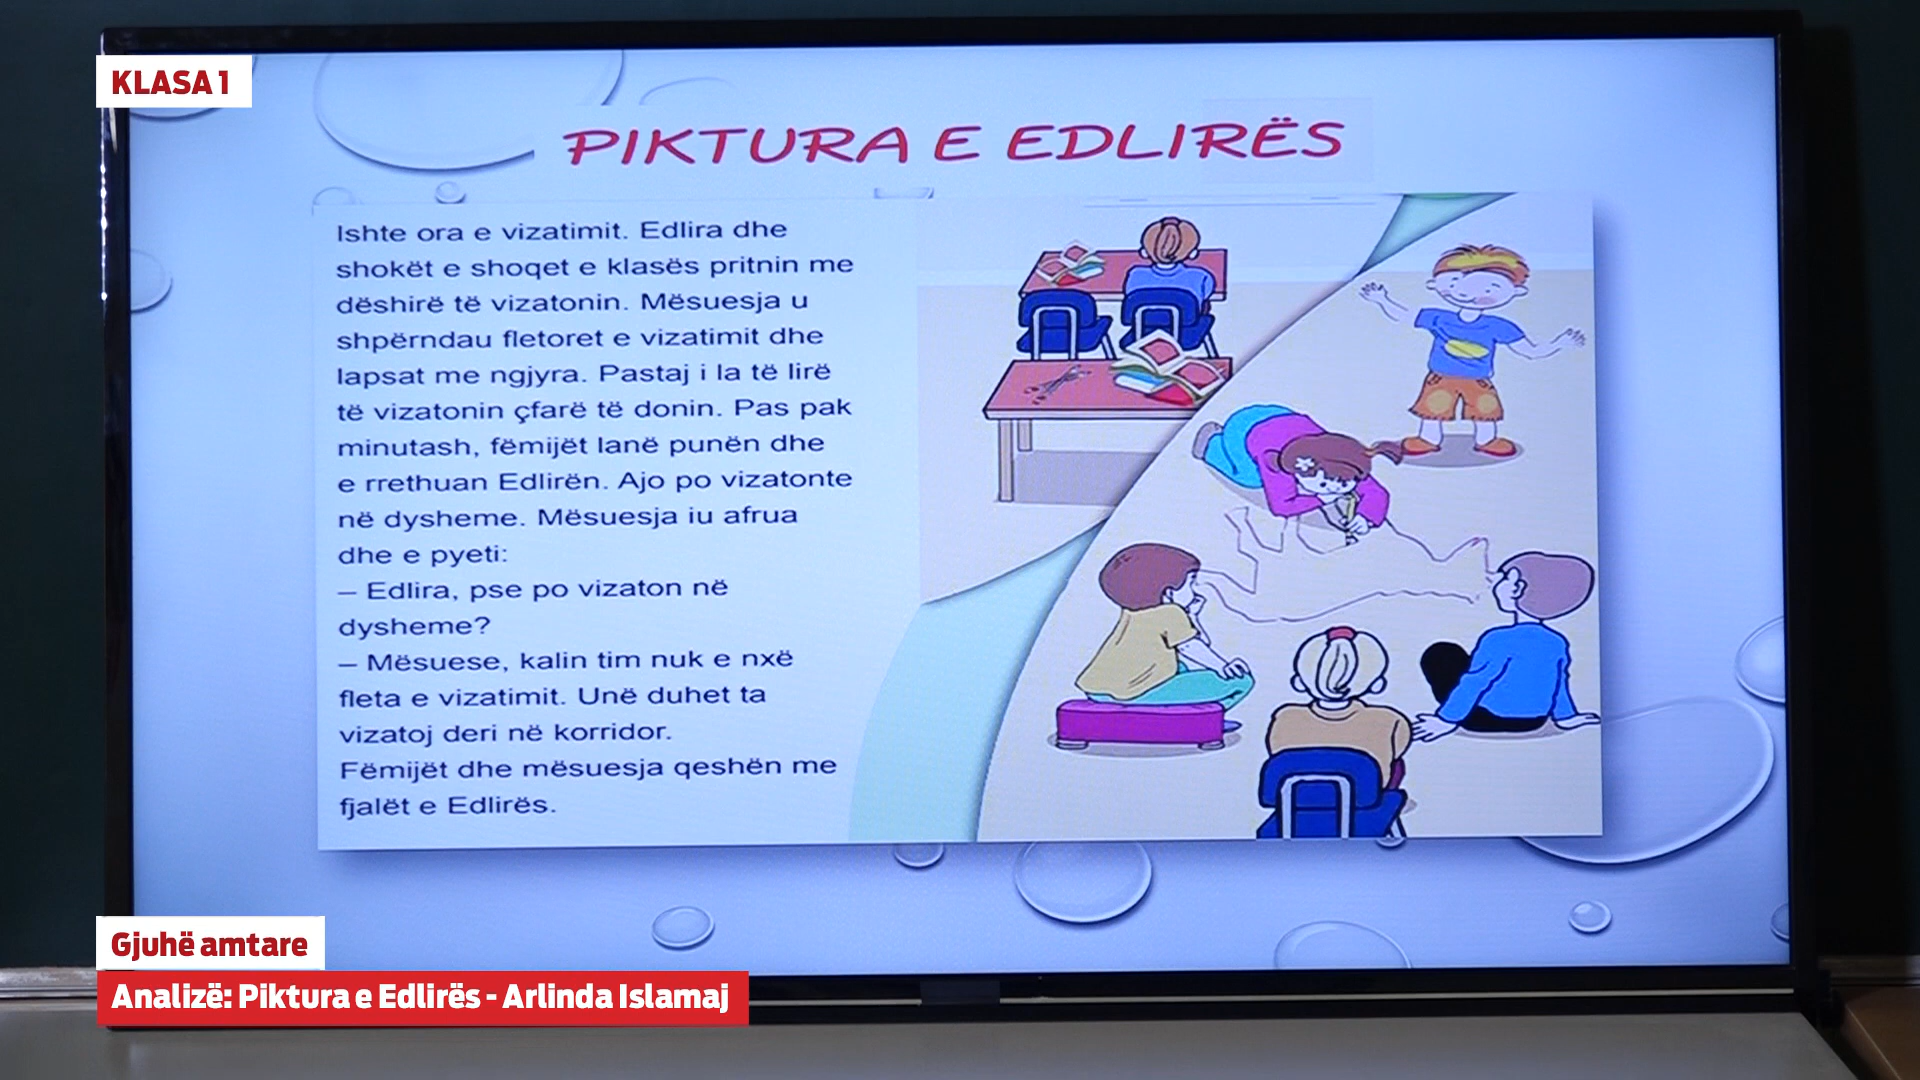 KLASA 1
PIKTURA E EDLIRËS
Ishte ora e vizatimit. Edlira dhe
shokët e shoqet e klasës pritnin me
dëshirë të vizatonin. Mësuesja u
shpërndau fletoret e vizatimit dhe
lapsat me ngjyra. Pastaj i la të lirë
të vizatonin çfarë të donin. Pas pak
minutash, fëmijët lanë punën dhe
e rrethuan Edlirën. Ajo po vizatonte
në dysheme. Mësuesja iu afrua
dhe e pyeti:
– Edlira, pse po vizaton në
dysheme?
– Mësuese, kalin tim nuk e nxë
fleta e vizatimit. Unë duhet ta
vizatoj deri në korridor.
Fëmijët dhe mësuesja qeshën me
fjalët e Edlirës.
Gjuhë amtare
Analizë: Piktura e Edlirës - Arlinda Islamaj